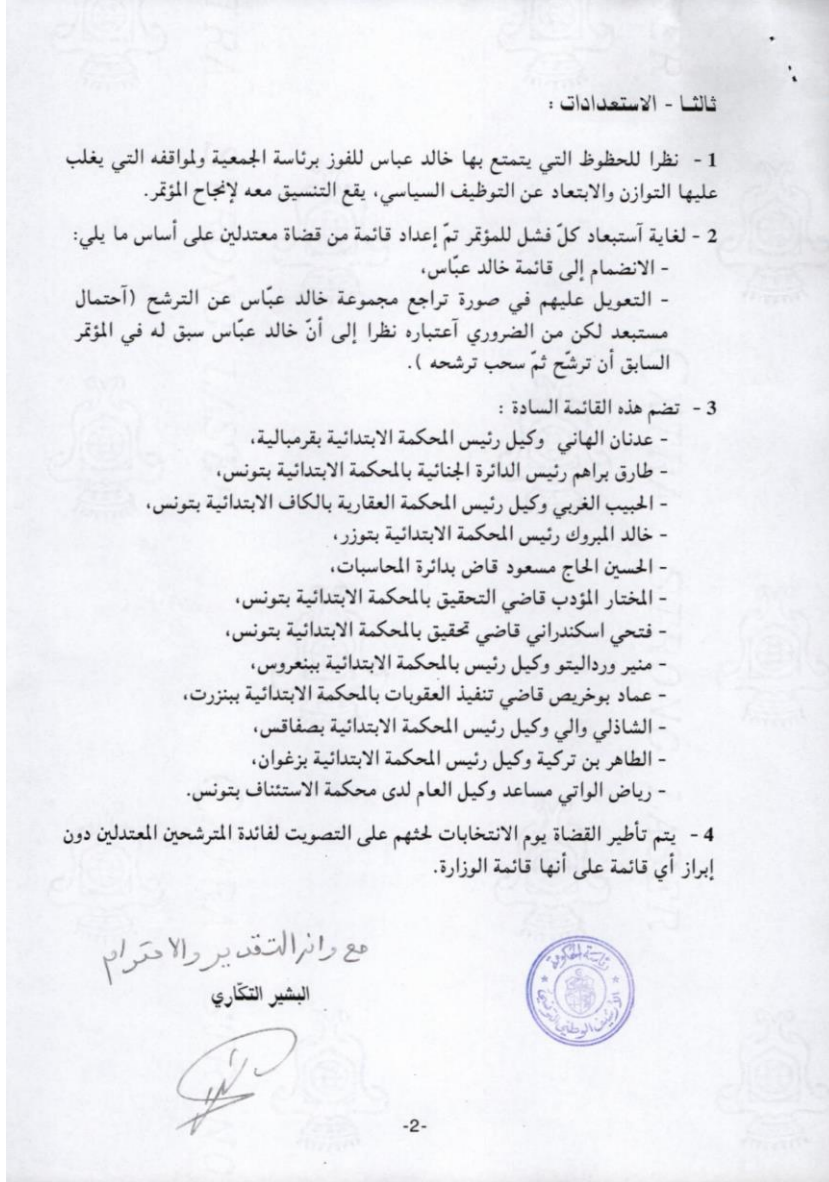 ثالثا - الاستعدادات :
1 - نظرا للحظوظ التي يتمتع بها خالد عباس للفوز برئاسة الجمعية ولمواقفه التي يغلب
عليها التوازن والابتعاد عن التوظيف السياسي، يقع التنسيق معه لإنجاح المؤتمر.
2 - لغاية آستبعاد كلّ فشل للمؤتمر تمّ إعداد قائمة من قضاة معتدلين على أساس ما يلي:
- الانضمام إلى قائمة خالد عبّاس،
- التعويل عليهم في صورة تراجع مجموعة خالد عبّاس عن الترشح (آحتمال
مستبعد لكن من الضروري آعتباره نظرا إلى أنّ خالد عبّاس سبق له في المؤتمر
السابق أن ترشّح ثمّ سحب ترشحه ).
3 - تضم هذه القائمة السادة :
- عدنان الهاني وكيل رئيس المحكمة الابتدائية بقرمبالية،
- طارق براهم رئيس الدائرة الجنائية بالمحكمة الابتدائية بتونس،
- الحبيب الغربي وكيل رئيس المحكمة العقارية بالكاف الابتدائية بتونس،
- خالد المبروك رئيس المحكمة الابتدائية بتوزر،
- الحسين الحاج مسعود قاض بدائرة المحاسبات،
- المختار المؤدب قاضي التحقيق بالمحكمة الابتدائية بتونس،
- فتحي اسكندراني قاضي تحقيق بالمحكمة الابتدائية بتونس،
- منير ورداليتو وكيل رئيس بالمحكمة الابتدائية ببنعروس،
- عماد بوخريص قاضي تنفيذ العقوبات بالمحكمة الابتدائية ببنزرت،
- الشاذلي والي وكيل رئيس المحكمة الابتدائية بصفاقس،
- الطاهر بن تركية وكيل رئيس المحكمة الابتدائية بزغوان،
- رياض الواتي مساعد وكيل العام لدى محكمة الاستئناف بتونس.
4 - يتم تأطير القضاة يوم الانتخابات لحثهم على التصويت لفائدة المترشحين المعتدلين دون
إبراز أي قائمة على أنها قائمة الوزارة.
مع وافر التقدير والاحترام
البشير التكّاري
رئاسة الحكومة
الأرشيف الوطني التونسي
-2-